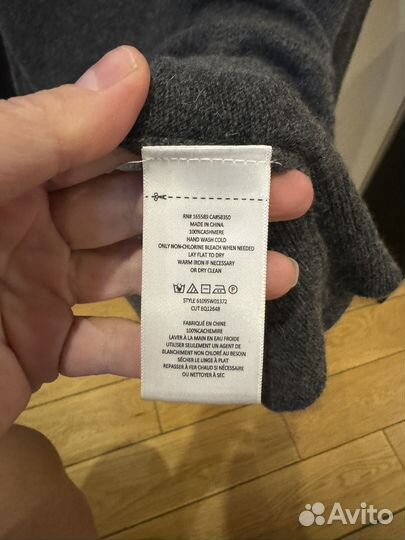 RN# 165589 CA#58350
MADE IN CHINA
100%CASHMERE
HAND WASH COLD
ONLY NON-CHLORINE BLEACH WHEN NEEDED
LAY FLAT TO DRY
WARM IRON IF NECESSARY
OR DRY CLEAN
STYLE 61095W01372
CUT EQ12648
FABRIQUÉ EN CHINE
100%CACHEMIRE
LAVER À LA MAIN EN EAU FROIDE
UTILISER SEULEMENT UN AGENT DE
BLANCHIMENT NON CHLORÉ AU BESOIN
SÉCHER LE LINGE À PLAT
REPASSER À FER CHAUD SI NÉCESSAIRE
OU NETTOYER À SEC
Avito